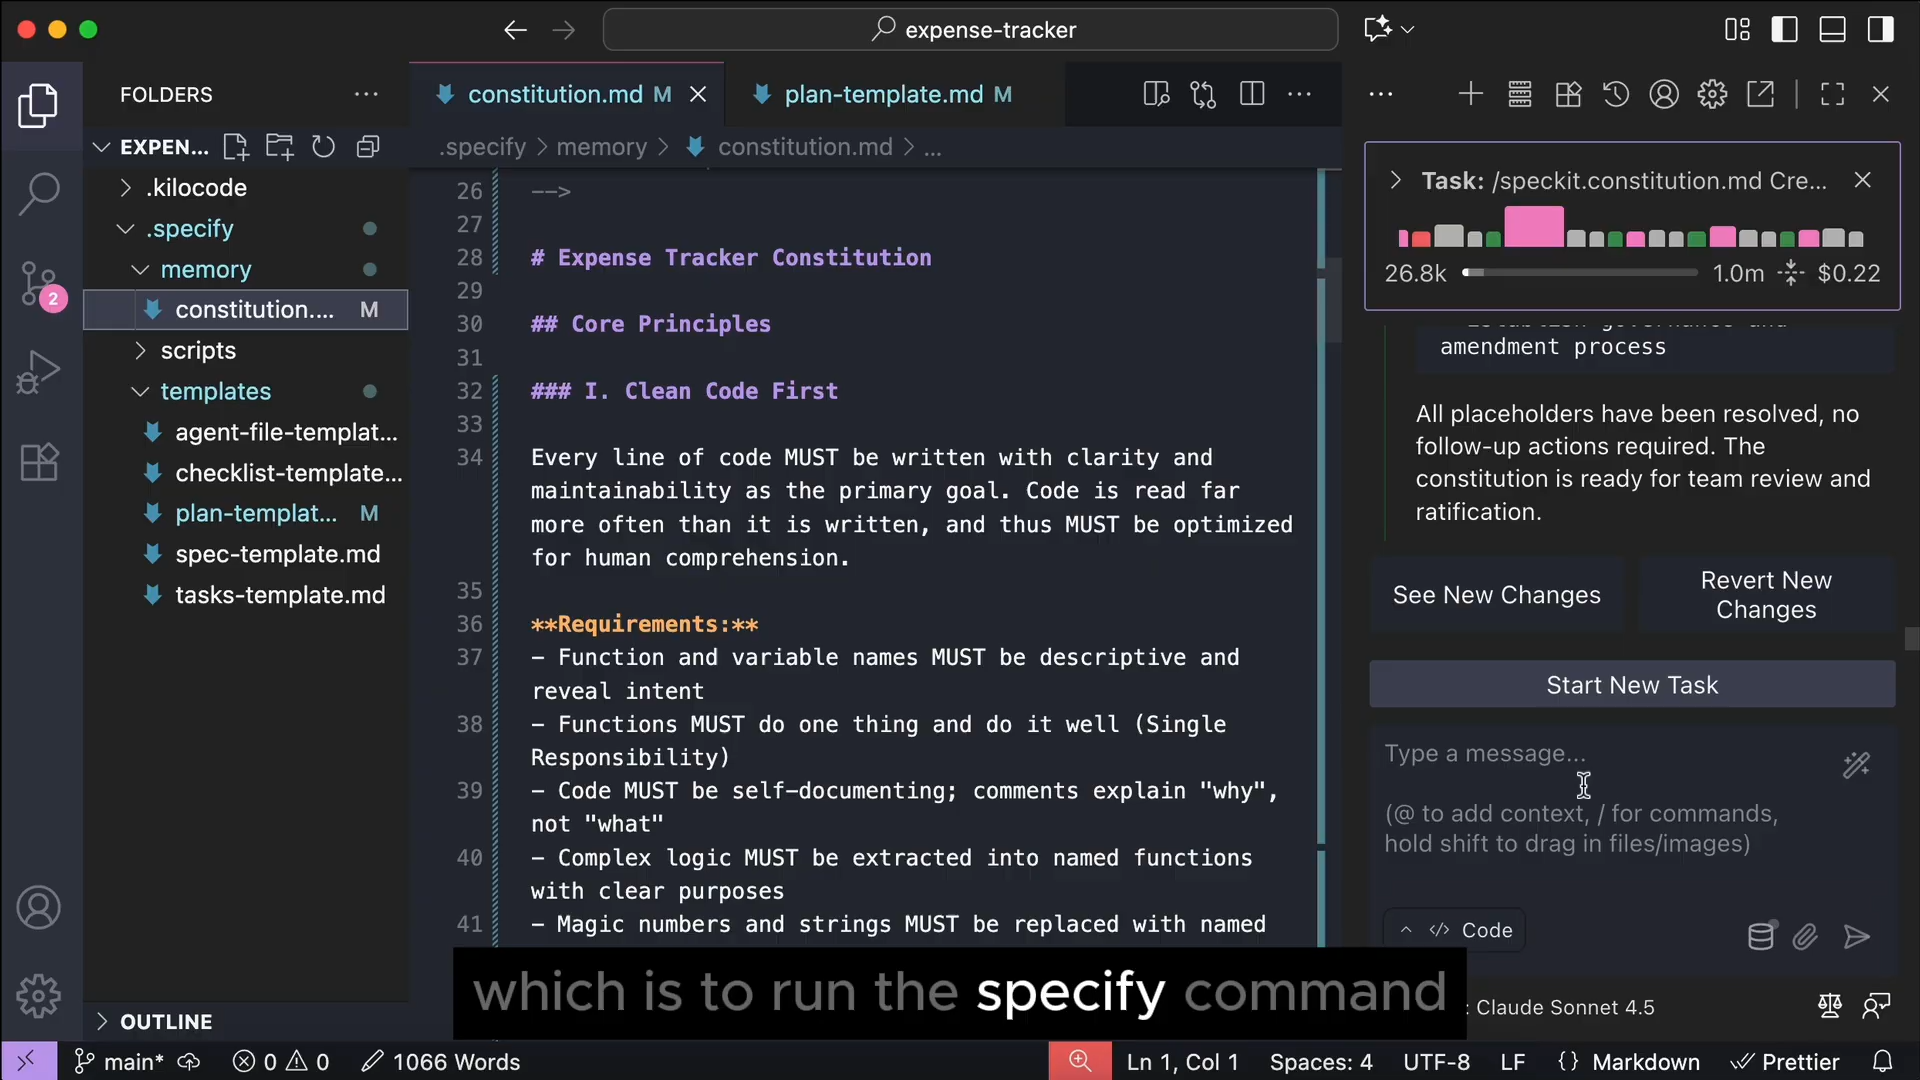 expense-tracker
FOLDERS
EXPEN...
.kilocode
.specify
memory
constitution.... M
scripts
templates
agent-file-templat...
checklist-template...
plan-templat... M
spec-template.md
tasks-template.md
OUTLINE
constitution.md M
plan-template.md M
.specify > memory > constitution.md > ...
26 -->
27
28 # Expense Tracker Constitution
29
30 ## Core Principles
31
32 ### I. Clean Code First
33
34 Every line of code MUST be written with clarity and
maintainability as the primary goal. Code is read far
more often than it is written, and thus MUST be optimized
for human comprehension.
35
36 **Requirements:**
37 - Function and variable names MUST be descriptive and
reveal intent
38 - Functions MUST do one thing and do it well (Single
Responsibility)
39 - Code MUST be self-documenting; comments explain "why",
not "what"
40 - Complex logic MUST be extracted into named functions
with clear purposes
41 - Magic numbers and strings MUST be replaced with named
Task: /speckit.constitution.md Cre...
26.8k 1.0m $0.22
establish governance and
amendment process
All placeholders have been resolved, no
follow-up actions required. The
constitution is ready for team review and
ratification.
See New Changes
Revert New
Changes
Start New Task
Type a message...
(@ to add context, / for commands,
hold shift to drag in files/images)
Code
: Claude Sonnet 4.5
which is to run the specify command
2
main* 0 0 1066 Words
Ln 1, Col 1 Spaces: 4 UTF-8 LF {} Markdown Prettier